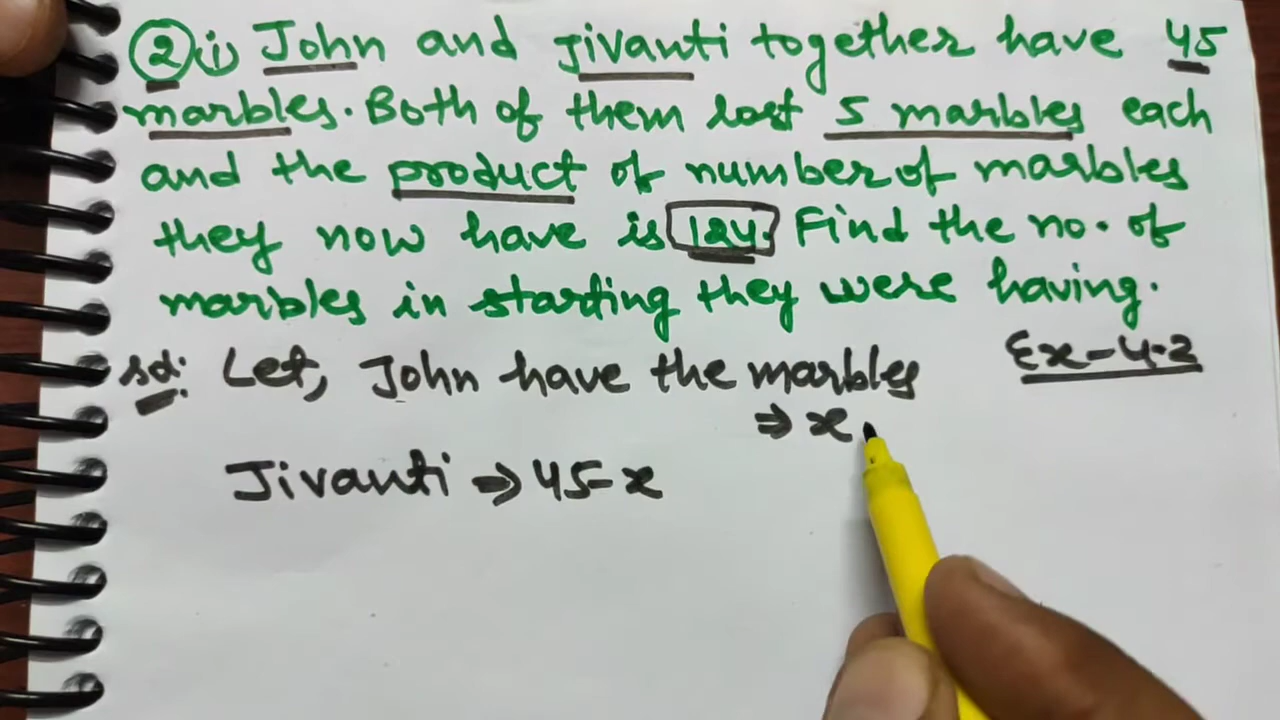 2 i) John and Jivanti together have 45
marbles. Both of them lost 5 marbles each
and the product of number of marbles
they now have is 124. Find the no. of
marbles in starting they were having.
Ex-4.2
Sol: Let, John have the marbles
⇒ x
Jivanti ⇒ 45-x